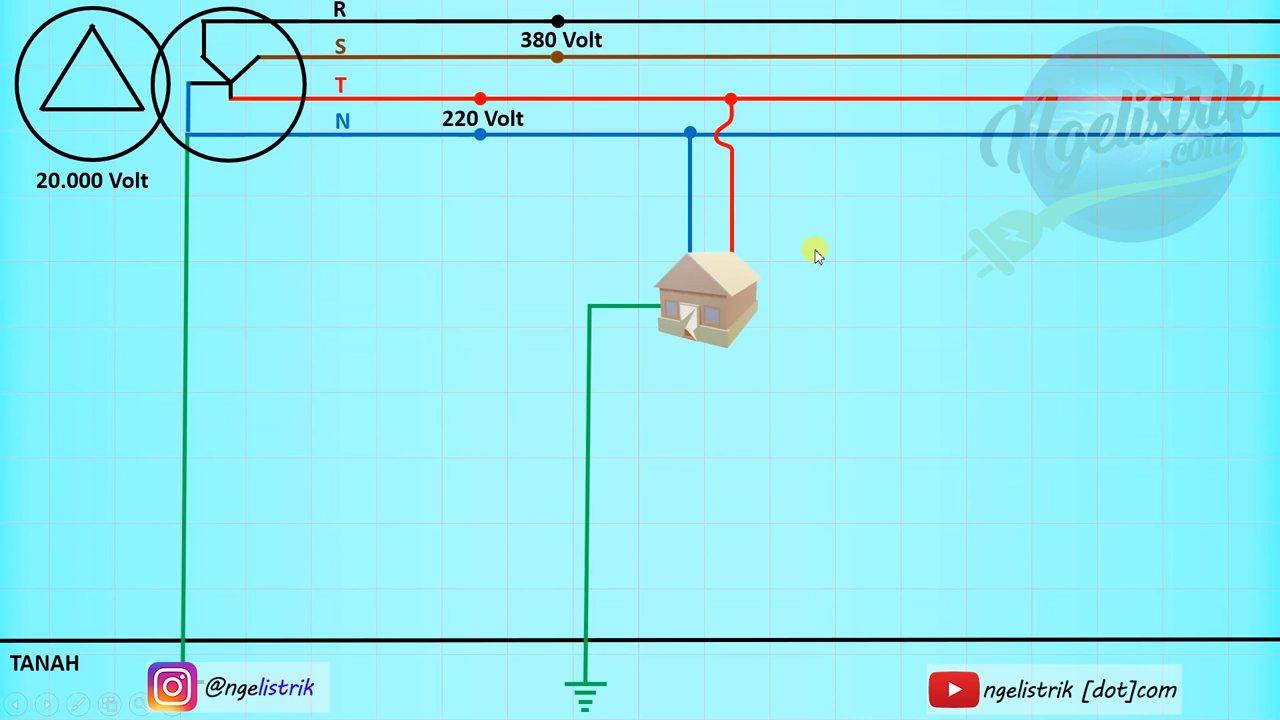 R
380 Volt
S
T
220 Volt
N
20.000 Volt
Ngelistrik
.com
TANAH
@ngelistrik
ngelistrik [dot]com